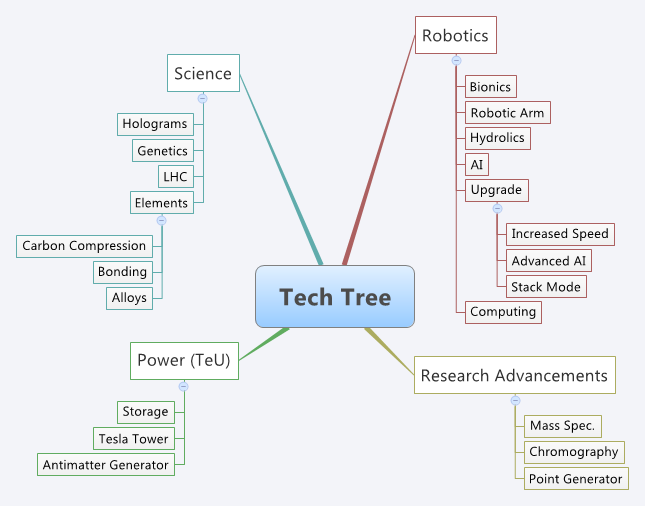 Robotics
Bionics
Robotic Arm
Hydrolics
AI
Upgrade
Increased Speed
Advanced AI
Stack Mode
Computing
Science
Holograms
Genetics
LHC
Elements
Carbon Compression
Bonding
Alloys
Tech Tree
Power (TeU)
Storage
Tesla Tower
Antimatter Generator
Research Advancements
Mass Spec.
Chromography
Point Generator